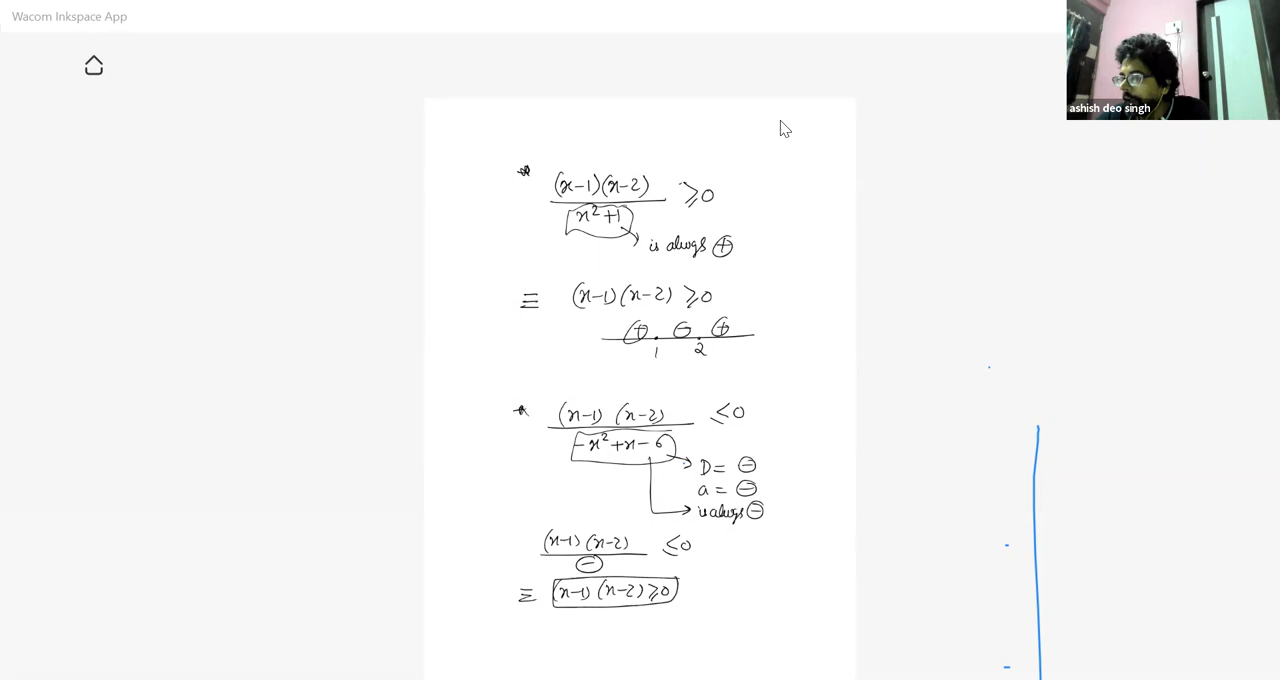 Wacom Inkspace App
ashish deo singh
* (x-1)(x-2) / x²+1 ≥0
is always ⊕
≡ (x-1)(x-2) ≥0
⊕ ⊖ ⊕
1 2
* (x-1) (x-2) / -x²+x-6 ≤0
D= ⊖
a = ⊖
is always ⊖
(x-1) (x-2) / ⊖ ≤0
≡ (x-1) (x-2) ≥0